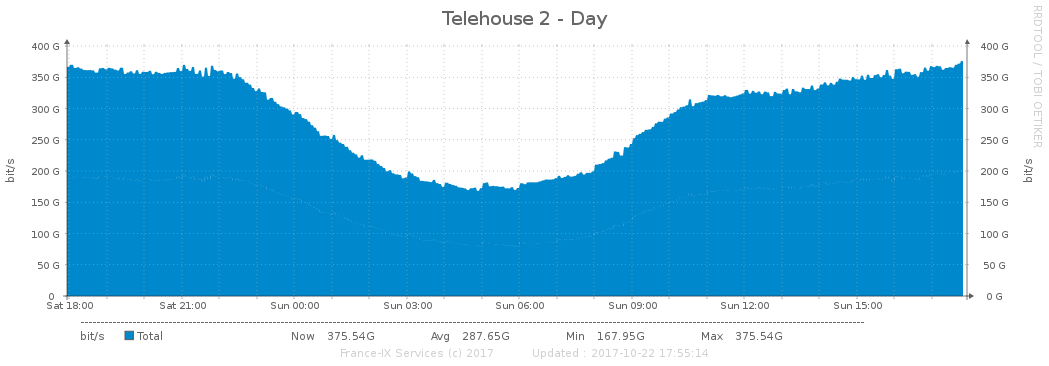 Telehouse 2 - Day
RRDTOOL / TOBI OETIKER
400 G 400 G
350 G 350 G
300 G 300 G
250 G 250 G
200 G 200 G
150 G 150 G
100 G 100 G
50 G 50 G
0 0 G
bit/s bit/s
Sat 18:00 Sat 21:00 Sun 00:00 Sun 03:00 Sun 06:00 Sun 09:00 Sun 12:00 Sun 15:00
bit/s Total Now 375.54G Avg 287.65G Min 167.95G Max 375.54G
France-IX Services (c) 2017 Updated : 2017-10-22 17:55:14